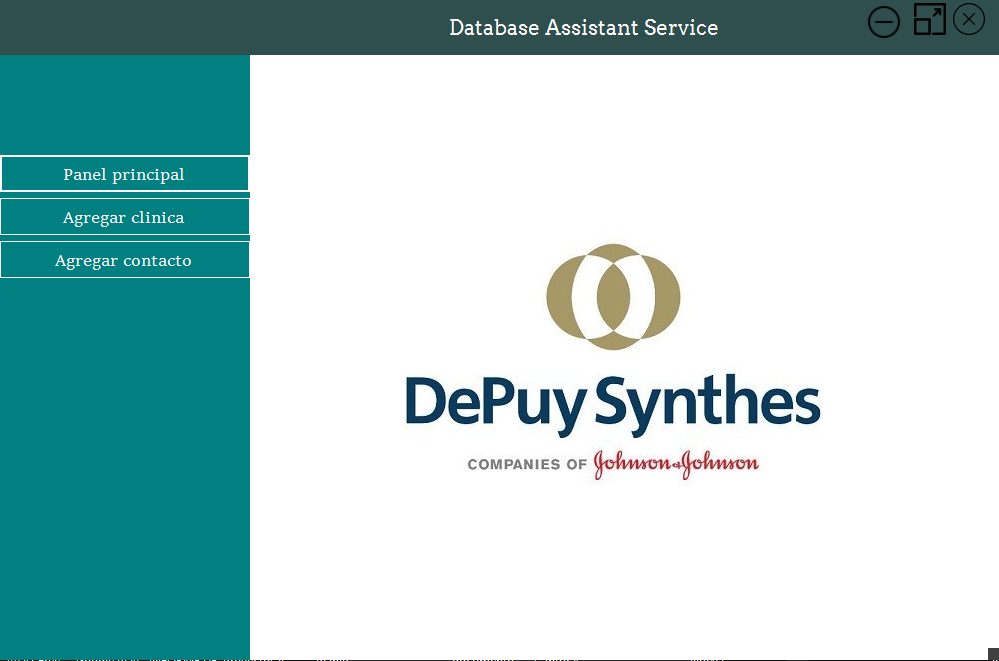 Database Assistant Service
Panel principal
Agregar clinica
Agregar contacto
DePuy Synthes
COMPANIES OF Johnson&Johnson